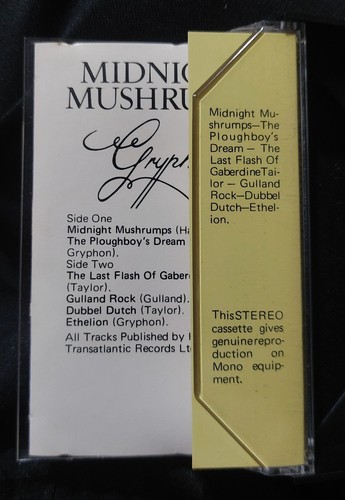 MIDNIG
MUSHRU
Gryph
Side One
Midnight Mushrumps (Ha
The Ploughboy's Dream
Gryphon).
Side Two
The Last Flash Of Gaber
(Taylor).
Gulland Rock (Gulland).
Dubbel Dutch (Taylor).
Ethelion (Gryphon).
All Tracks Published by
Transatlantic Records Lt
Midnight Mu-
shrumps—The
Ploughboy's
Dream – The
Last Flash Of
GaberdineTai-
lor – Gulland
Rock—Dubbel
Dutch—Ethel-
ion.
ThisSTEREO
cassette gives
genuinerepro-
duction on
Mono equip-
ment.